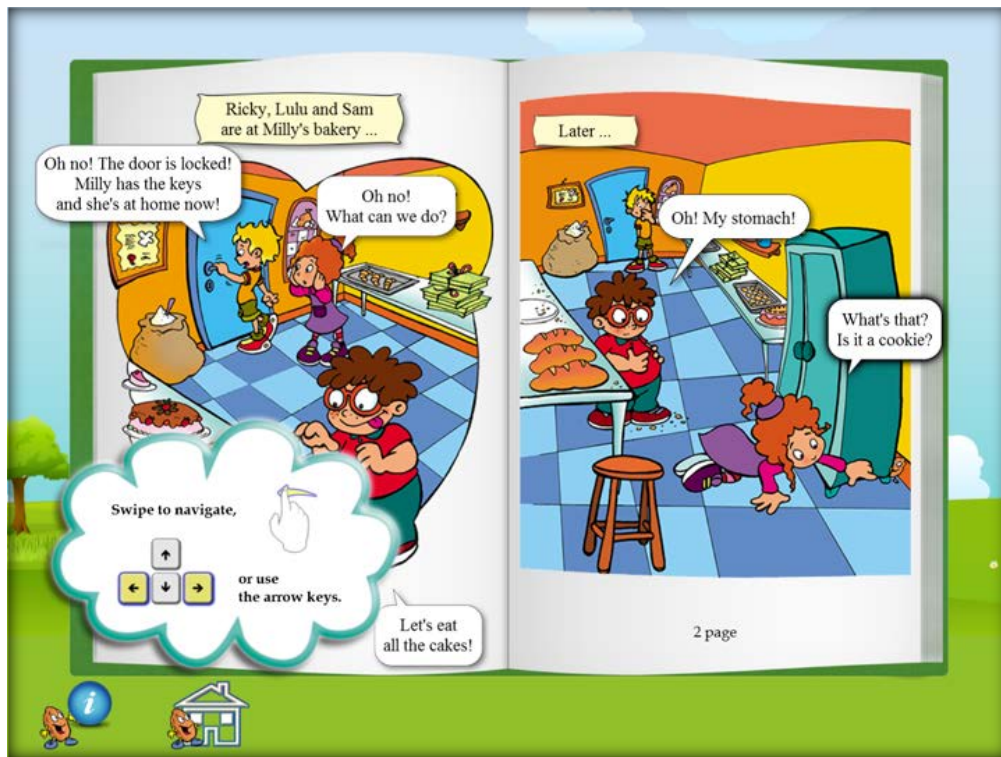 Ricky, Lulu and Sam
are at Milly's bakery ...
Oh no! The door is locked!
Milly has the keys
and she's at home now!
Oh no!
What can we do?
Let's eat
all the cakes!
Swipe to navigate,
or use
the arrow keys.
Later ...
Oh! My stomach!
What's that?
Is it a cookie?
2 page
i